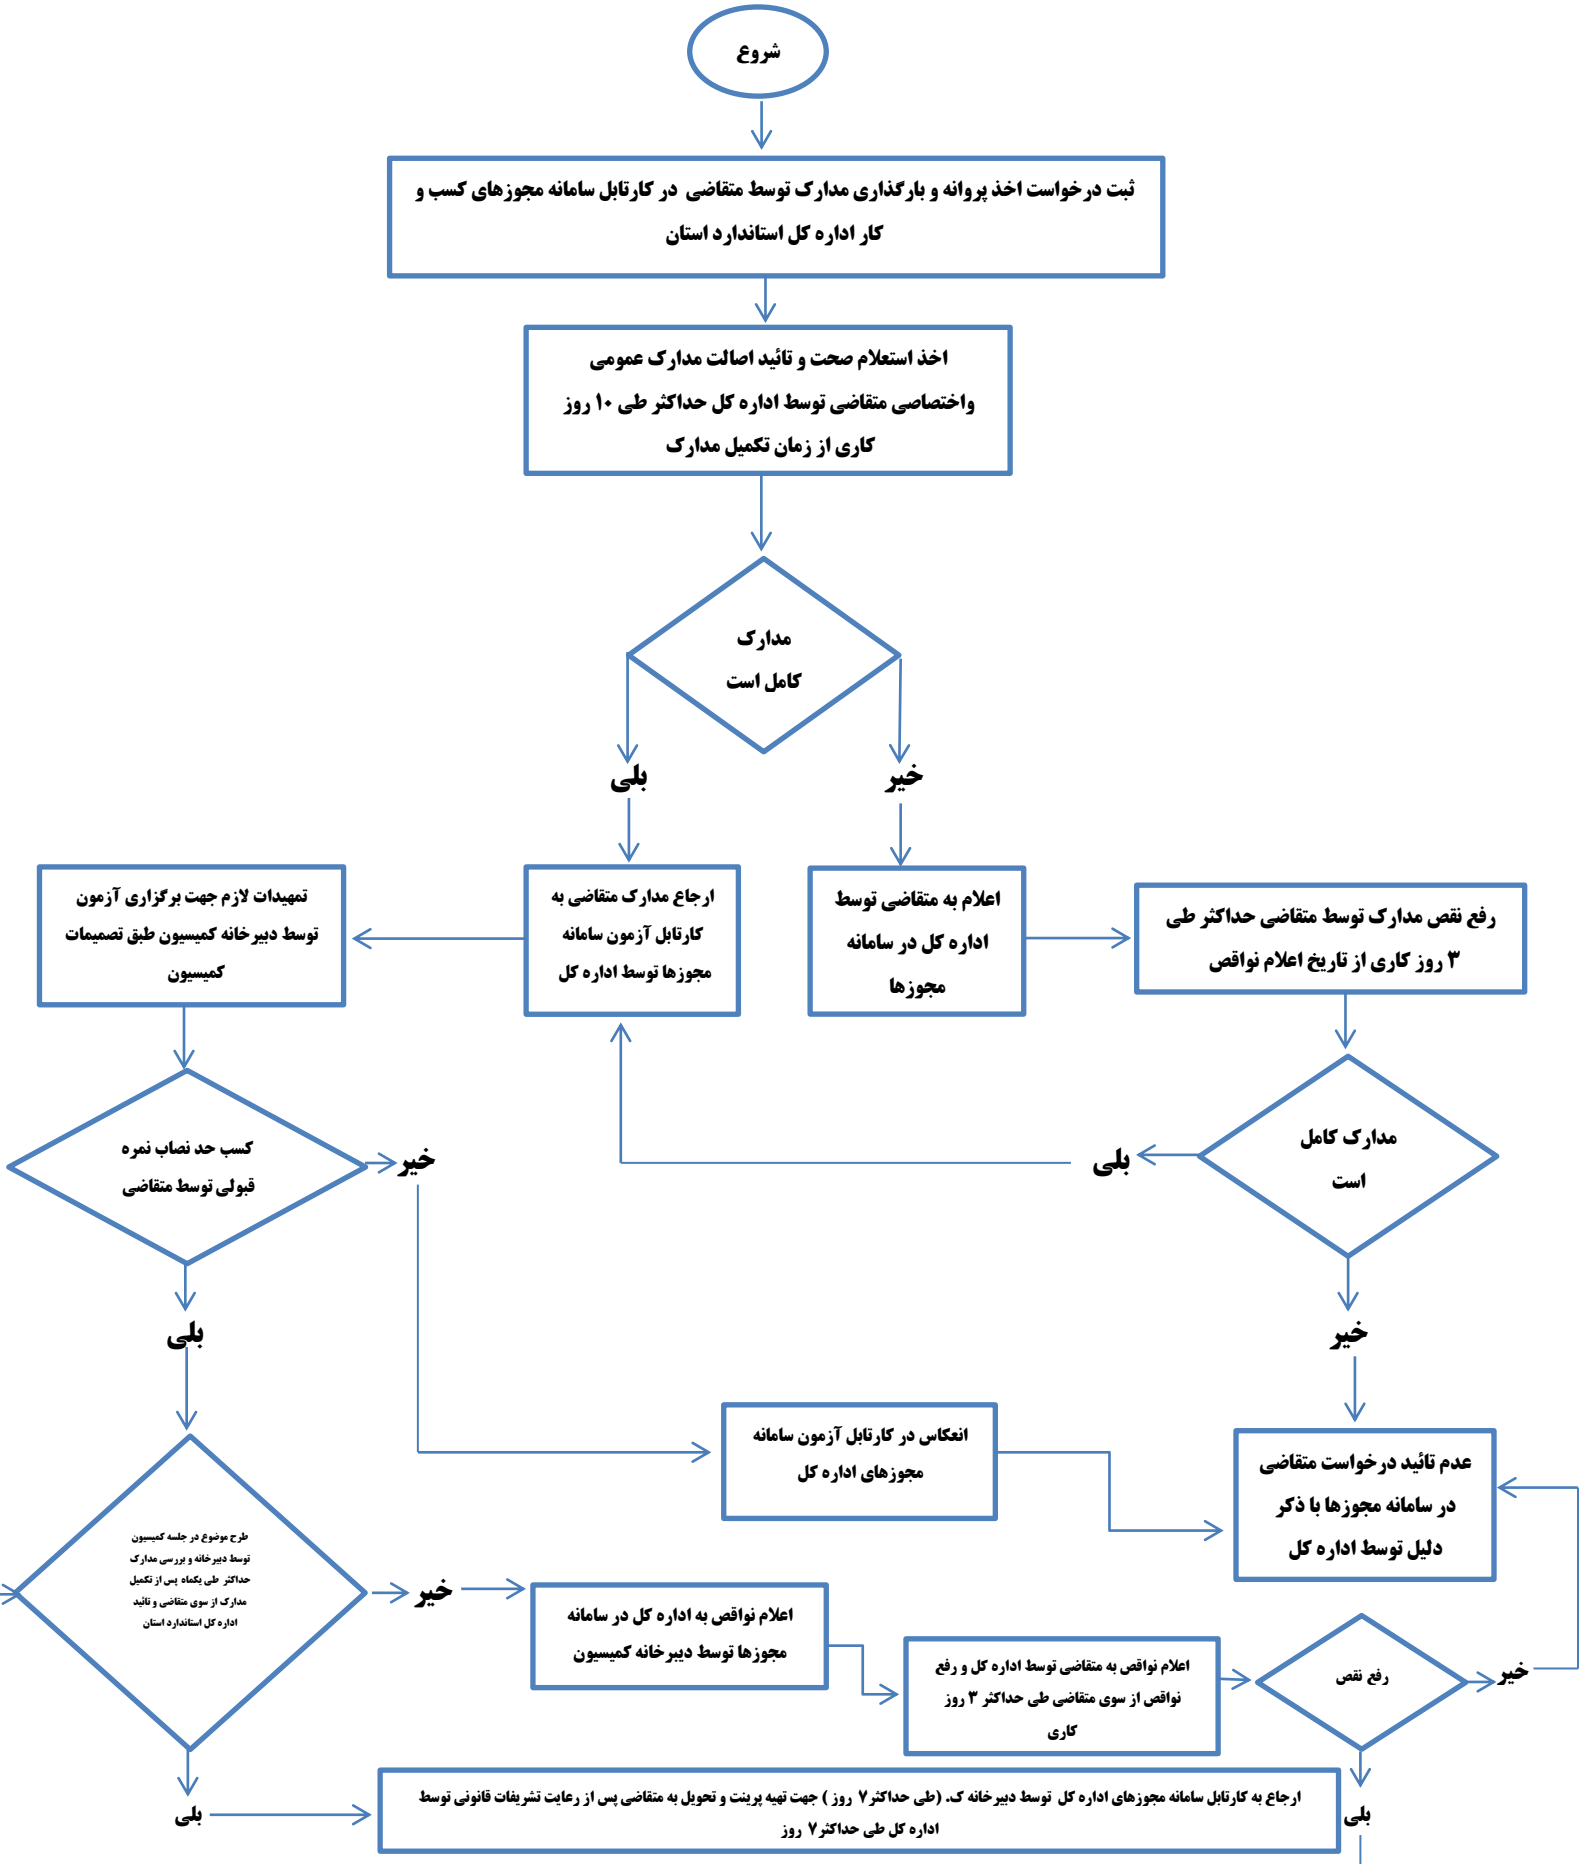 شروع
ثبت درخواست اخذ پروانه و بارگذاری مدارک توسط متقاضی در کارتابل سامانه مجوزهای کسب و
کار اداره کل استاندارد استان
اخذ استعلام صحت و تائید اصالت مدارک عمومی
واختصاصی متقاضی توسط اداره کل حداکثر طی ۱۰ روز
کاری از زمان تکمیل مدارک
مدارک
کامل است
خیر
بلی
رفع نقص مدارک توسط متقاضی حداکثر طی
۳ روز کاری از تاریخ اعلام نواقص
اعلام به متقاضی توسط
اداره کل در سامانه
مجوزها
ارجاع مدارک متقاضی به
کارتابل آزمون سامانه
مجوزها توسط اداره کل
تمهیدات لازم جهت برگزاری آزمون
توسط دبیرخانه کمیسیون طبق تصمیمات
کمیسیون
مدارک کامل
است
بلی
خیر
کسب حد نصاب نمره
قبولی توسط متقاضی
خیر
بلی
انعکاس در کارتابل آزمون سامانه
مجوزهای اداره کل
عدم تائید درخواست متقاضی
در سامانه مجوزها با ذکر
دلیل توسط اداره کل
طرح موضوع در جلسه کمیسیون
توسط دبیرخانه و بررسی مدارک
حداکثر طی یکماه پس از تکمیل
مدارک از سوی متقاضی و تائید
اداره کل استاندارد استان
خیر
اعلام نواقص به اداره کل در سامانه
مجوزها توسط دیبرخانه کمیسیون
اعلام نواقص به متقاضی توسط اداره کل و رفع
نواقص از سوی متقاضی طی حداکثر ۳ روز
کاری
رفع نقص
خیر
بلی
بلی
ارجاع به کارتابل سامانه مجوزهای اداره کل توسط دبیرخانه ک. (طی حداکثر۷ روز ) جهت تهیه پرینت و تحویل به متقاضی پس از رعایت تشریفات قانونی توسط
اداره کل طی حداکثر۷ روز